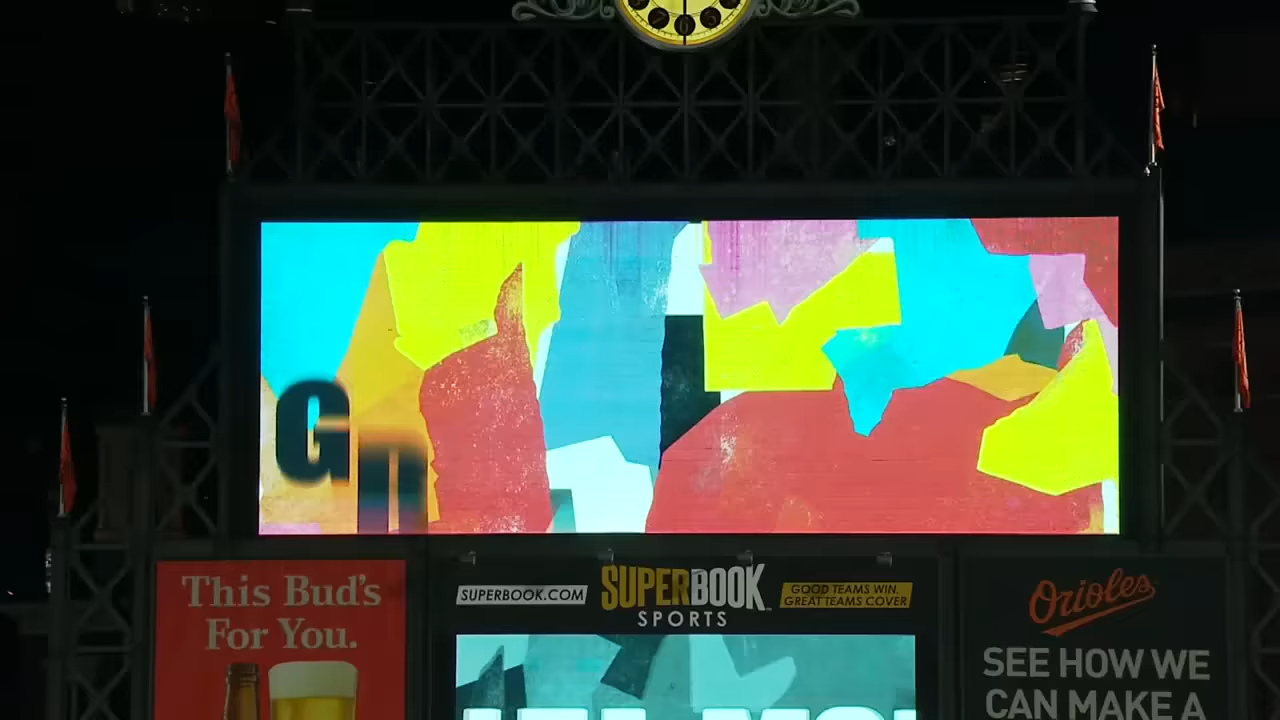 G
This Bud's
For You.
SUPERBOOK.COM
SUPERBOOK
SPORTS
GOOD TEAMS WIN.
GREAT TEAMS COVER
Orioles
SEE HOW WE
CAN MAKE A